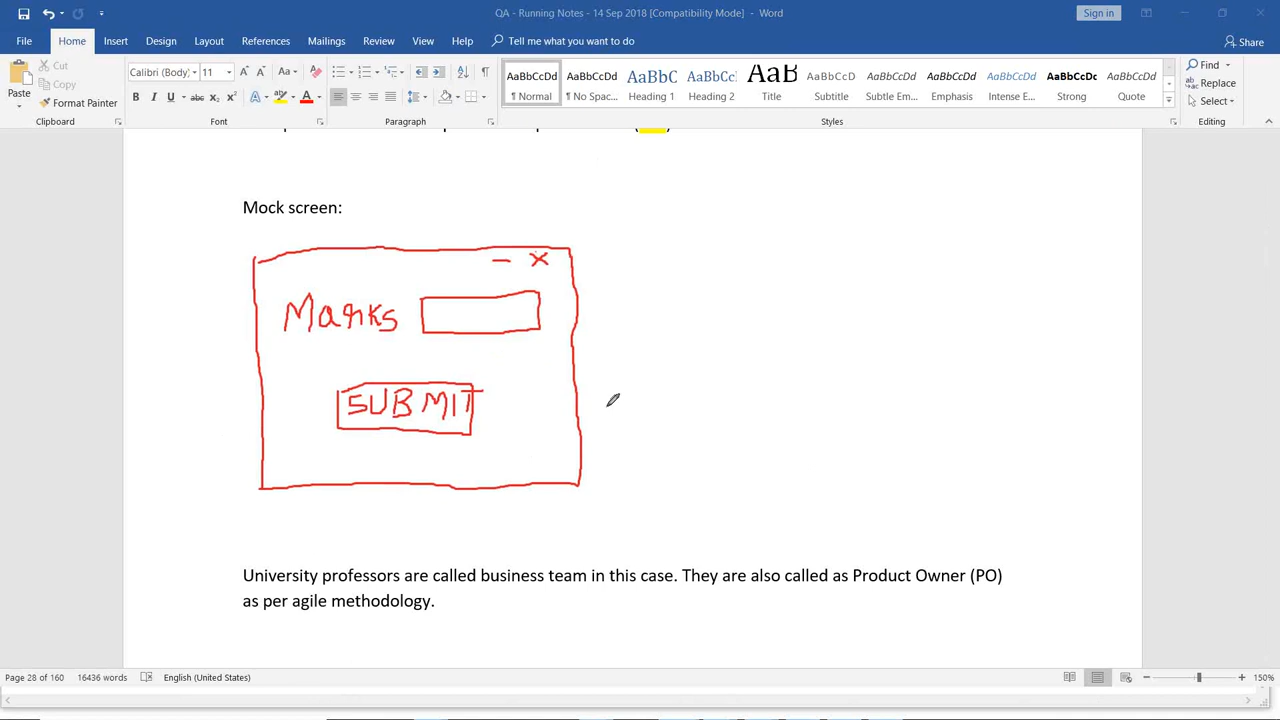 QA - Running Notes - 14 Sep 2018 [Compatibility Mode] - Word
Sign in
File Home Insert Design Layout References Mailings Review View Help Tell me what you want to do Share
Paste
Cut
Copy
Format Painter
Clipboard
Calibri (Body) 11
Aa
B I U abc x2 x2 A A
Font
Paragraph
AaBbCcDd AaBbCcDd AaBbC AaBbCc AaB AaBbCcD AaBbCcDd AaBbCcDd AaBbCcDd AaBbCcDc AaBbCcDd
¶ Normal ¶ No Spac... Heading 1 Heading 2 Title Subtitle Subtle Em... Emphasis Intense E... Strong Quote
Styles
Find
Replace
Select
Editing
Mock screen:
Marks
SUBMIT
University professors are called business team in this case. They are also called as Product Owner (PO)
as per agile methodology.
Page 28 of 160 16436 words English (United States) 150%